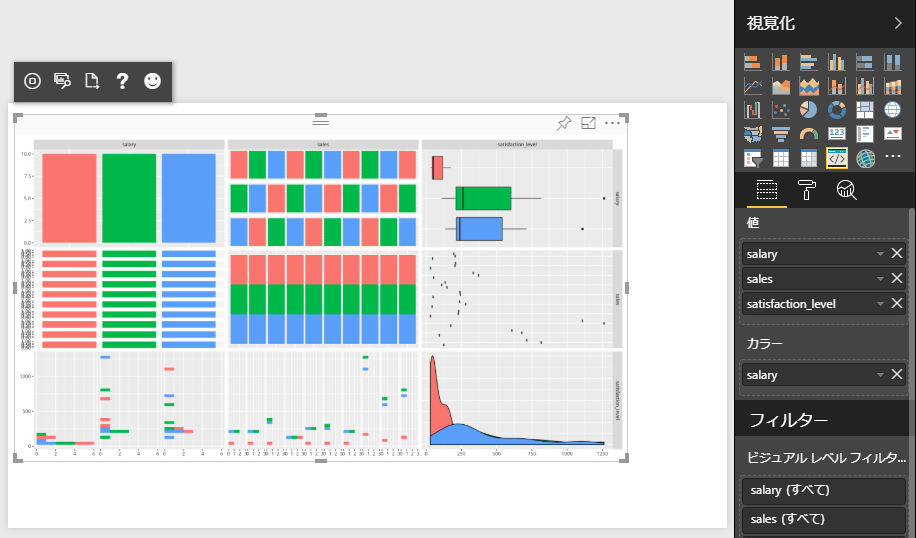 視覚化
salary
sales
satisfaction_level
10.0
7.5
5.0
2.5
0.0
salary
sales
1000
500
0
satisfaction_level
0 2 4 6 0 2 4 6 0 2 4 6
0 250 500 750 1000 1250
123
値
salary
sales
satisfaction_level
カラー
salary
フィルター
ビジュアル レベル フィルタ...
salary (すべて)
sales (すべて)